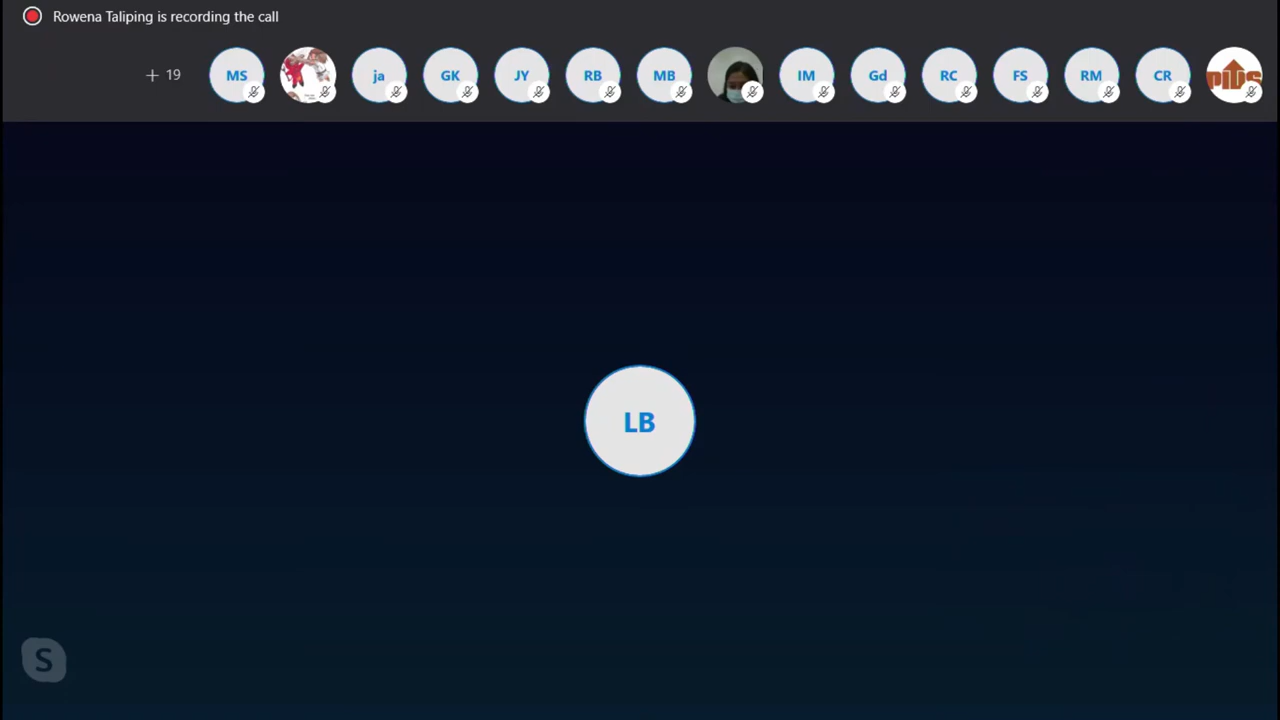 Rowena Taliping is recording the call
+ 19 MS ja GK JY RB MB IM Gd RC FS RM CR
LB
S